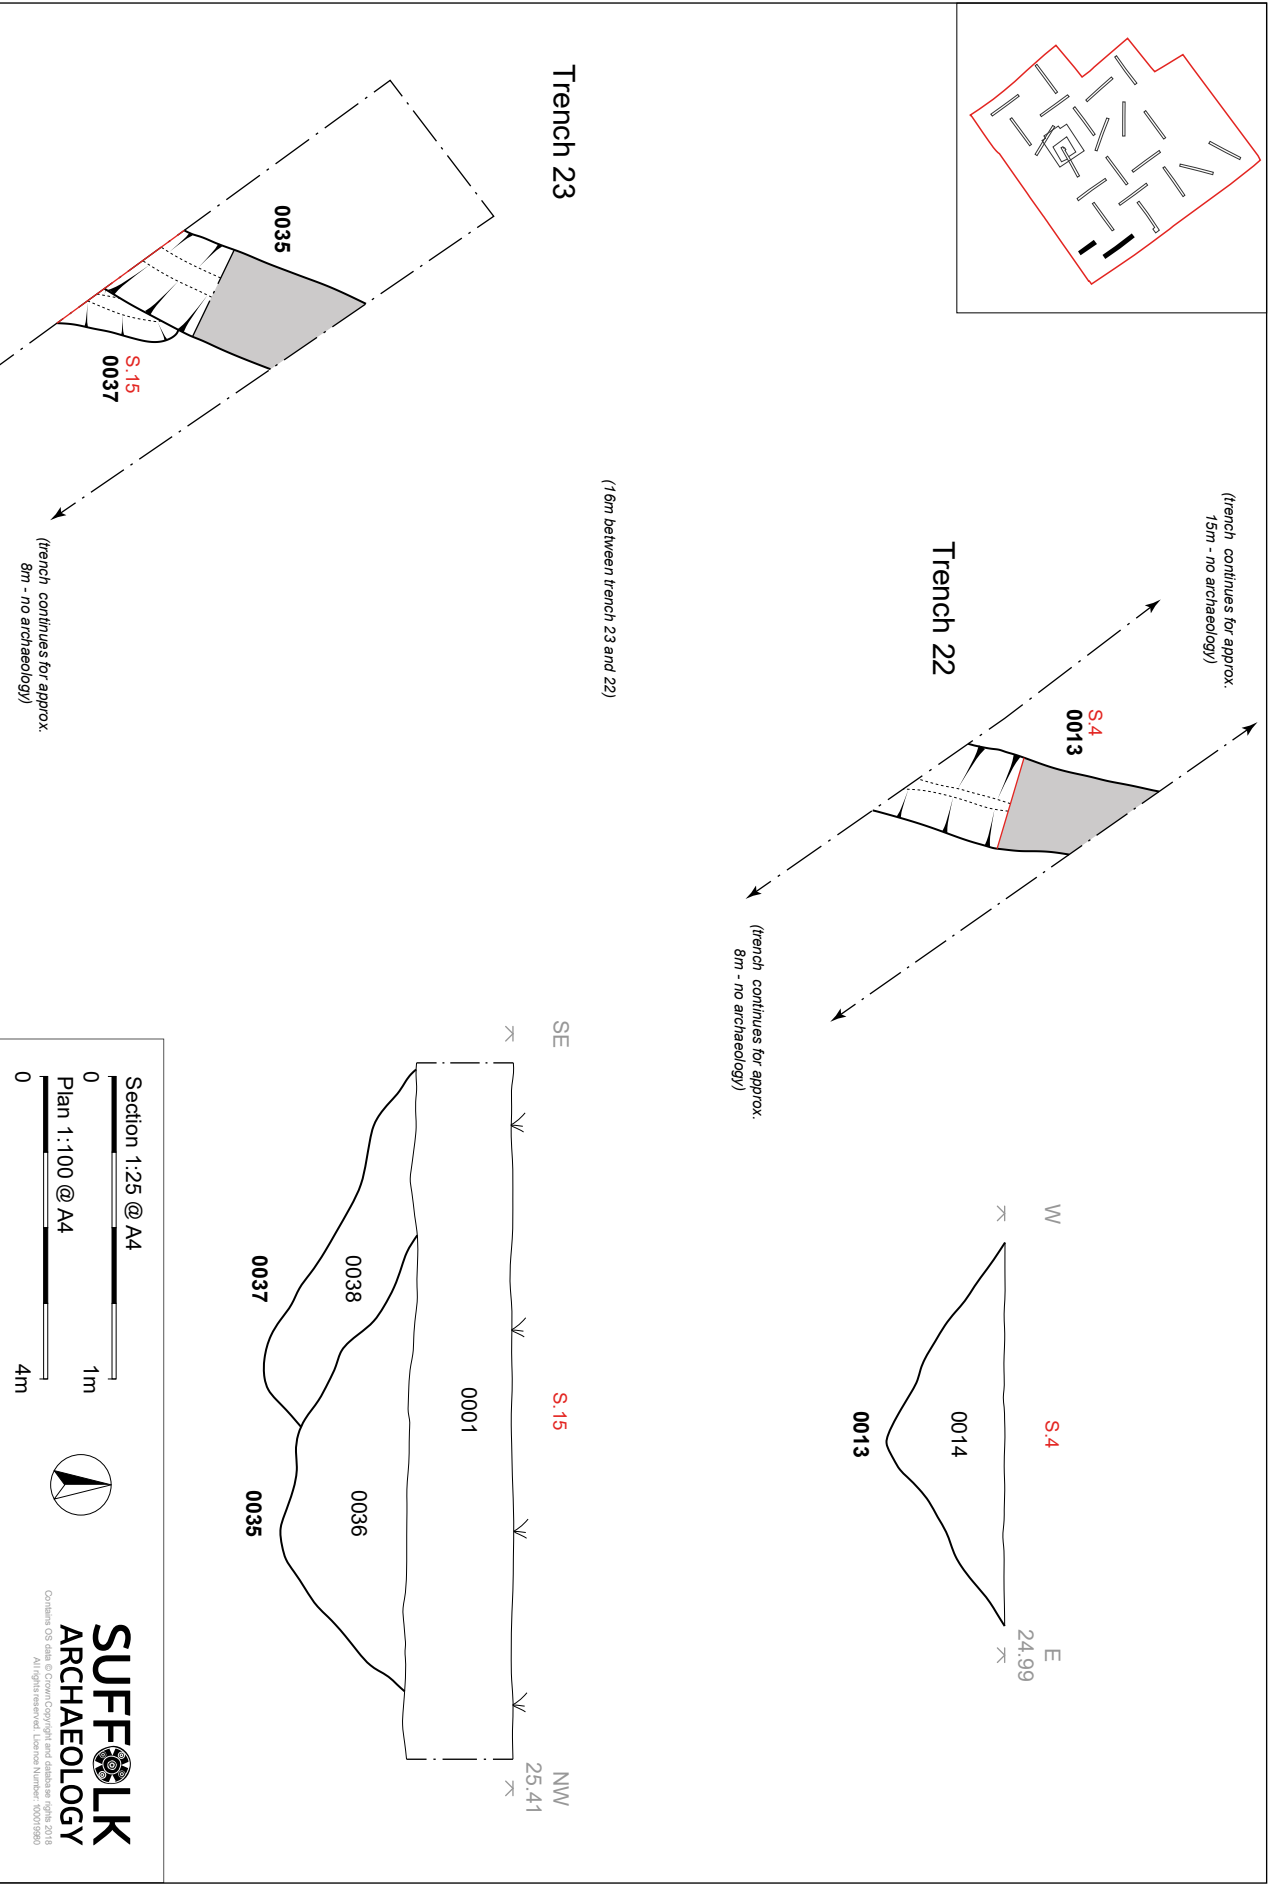 Trench 23
0035
S.15
0037
(trench continues for approx.
8m - no archaeology)
(16m between trench 23 and 22)
(trench continues for approx.
15m - no archaeology)
Trench 22
S.4
0013
(trench continues for approx.
8m - no archaeology)
W
S.4
E
24.99
0014
0013
SE
S.15
NW
25.41
0001
0038
0036
0037
0035
Section 1:25 @ A4
0
1m
Plan 1:100 @ A4
0
4m
SUFFOLK
ARCHAEOLOGY
Contains OS data © Crown Copyright and database rights 2018
All rights reserved. Licence Number: 100019980